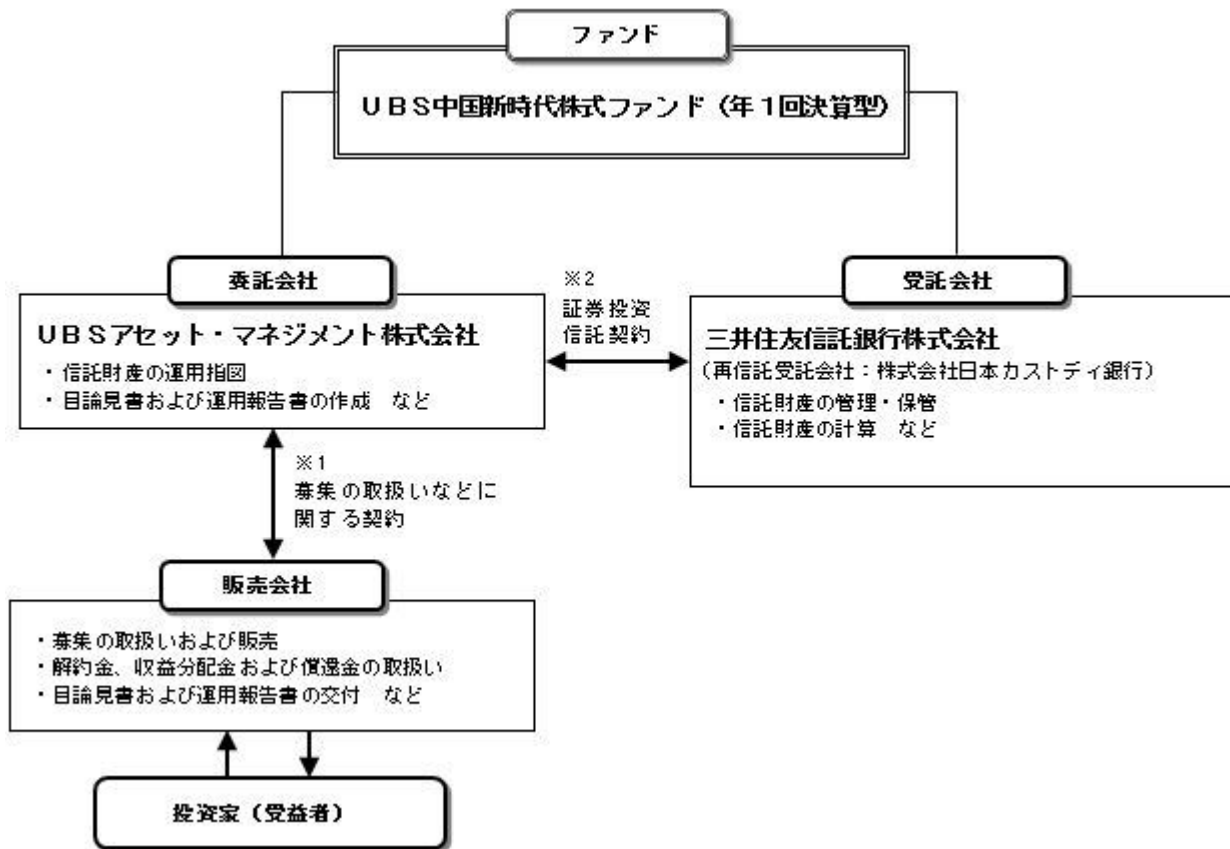 ファンド
ＵＢＳ中国新時代株式ファンド（年１回決算型）
委託会社
ＵＢＳアセット・マネジメント株式会社
・信託財産の運用指図
・目論見書および運用報告書の作成　など
※2
証券投資
信託契約
受託会社
三井住友信託銀行株式会社
（再信託受託会社：株式会社日本カストディ銀行）
・信託財産の管理・保管
・信託財産の計算　など
※1
募集の取扱いなどに
関する契約
販売会社
・募集の取扱いおよび販売
・解約金、収益分配金および償還金の取扱い
・目論見書および運用報告書の交付　など
投資家（受益者）